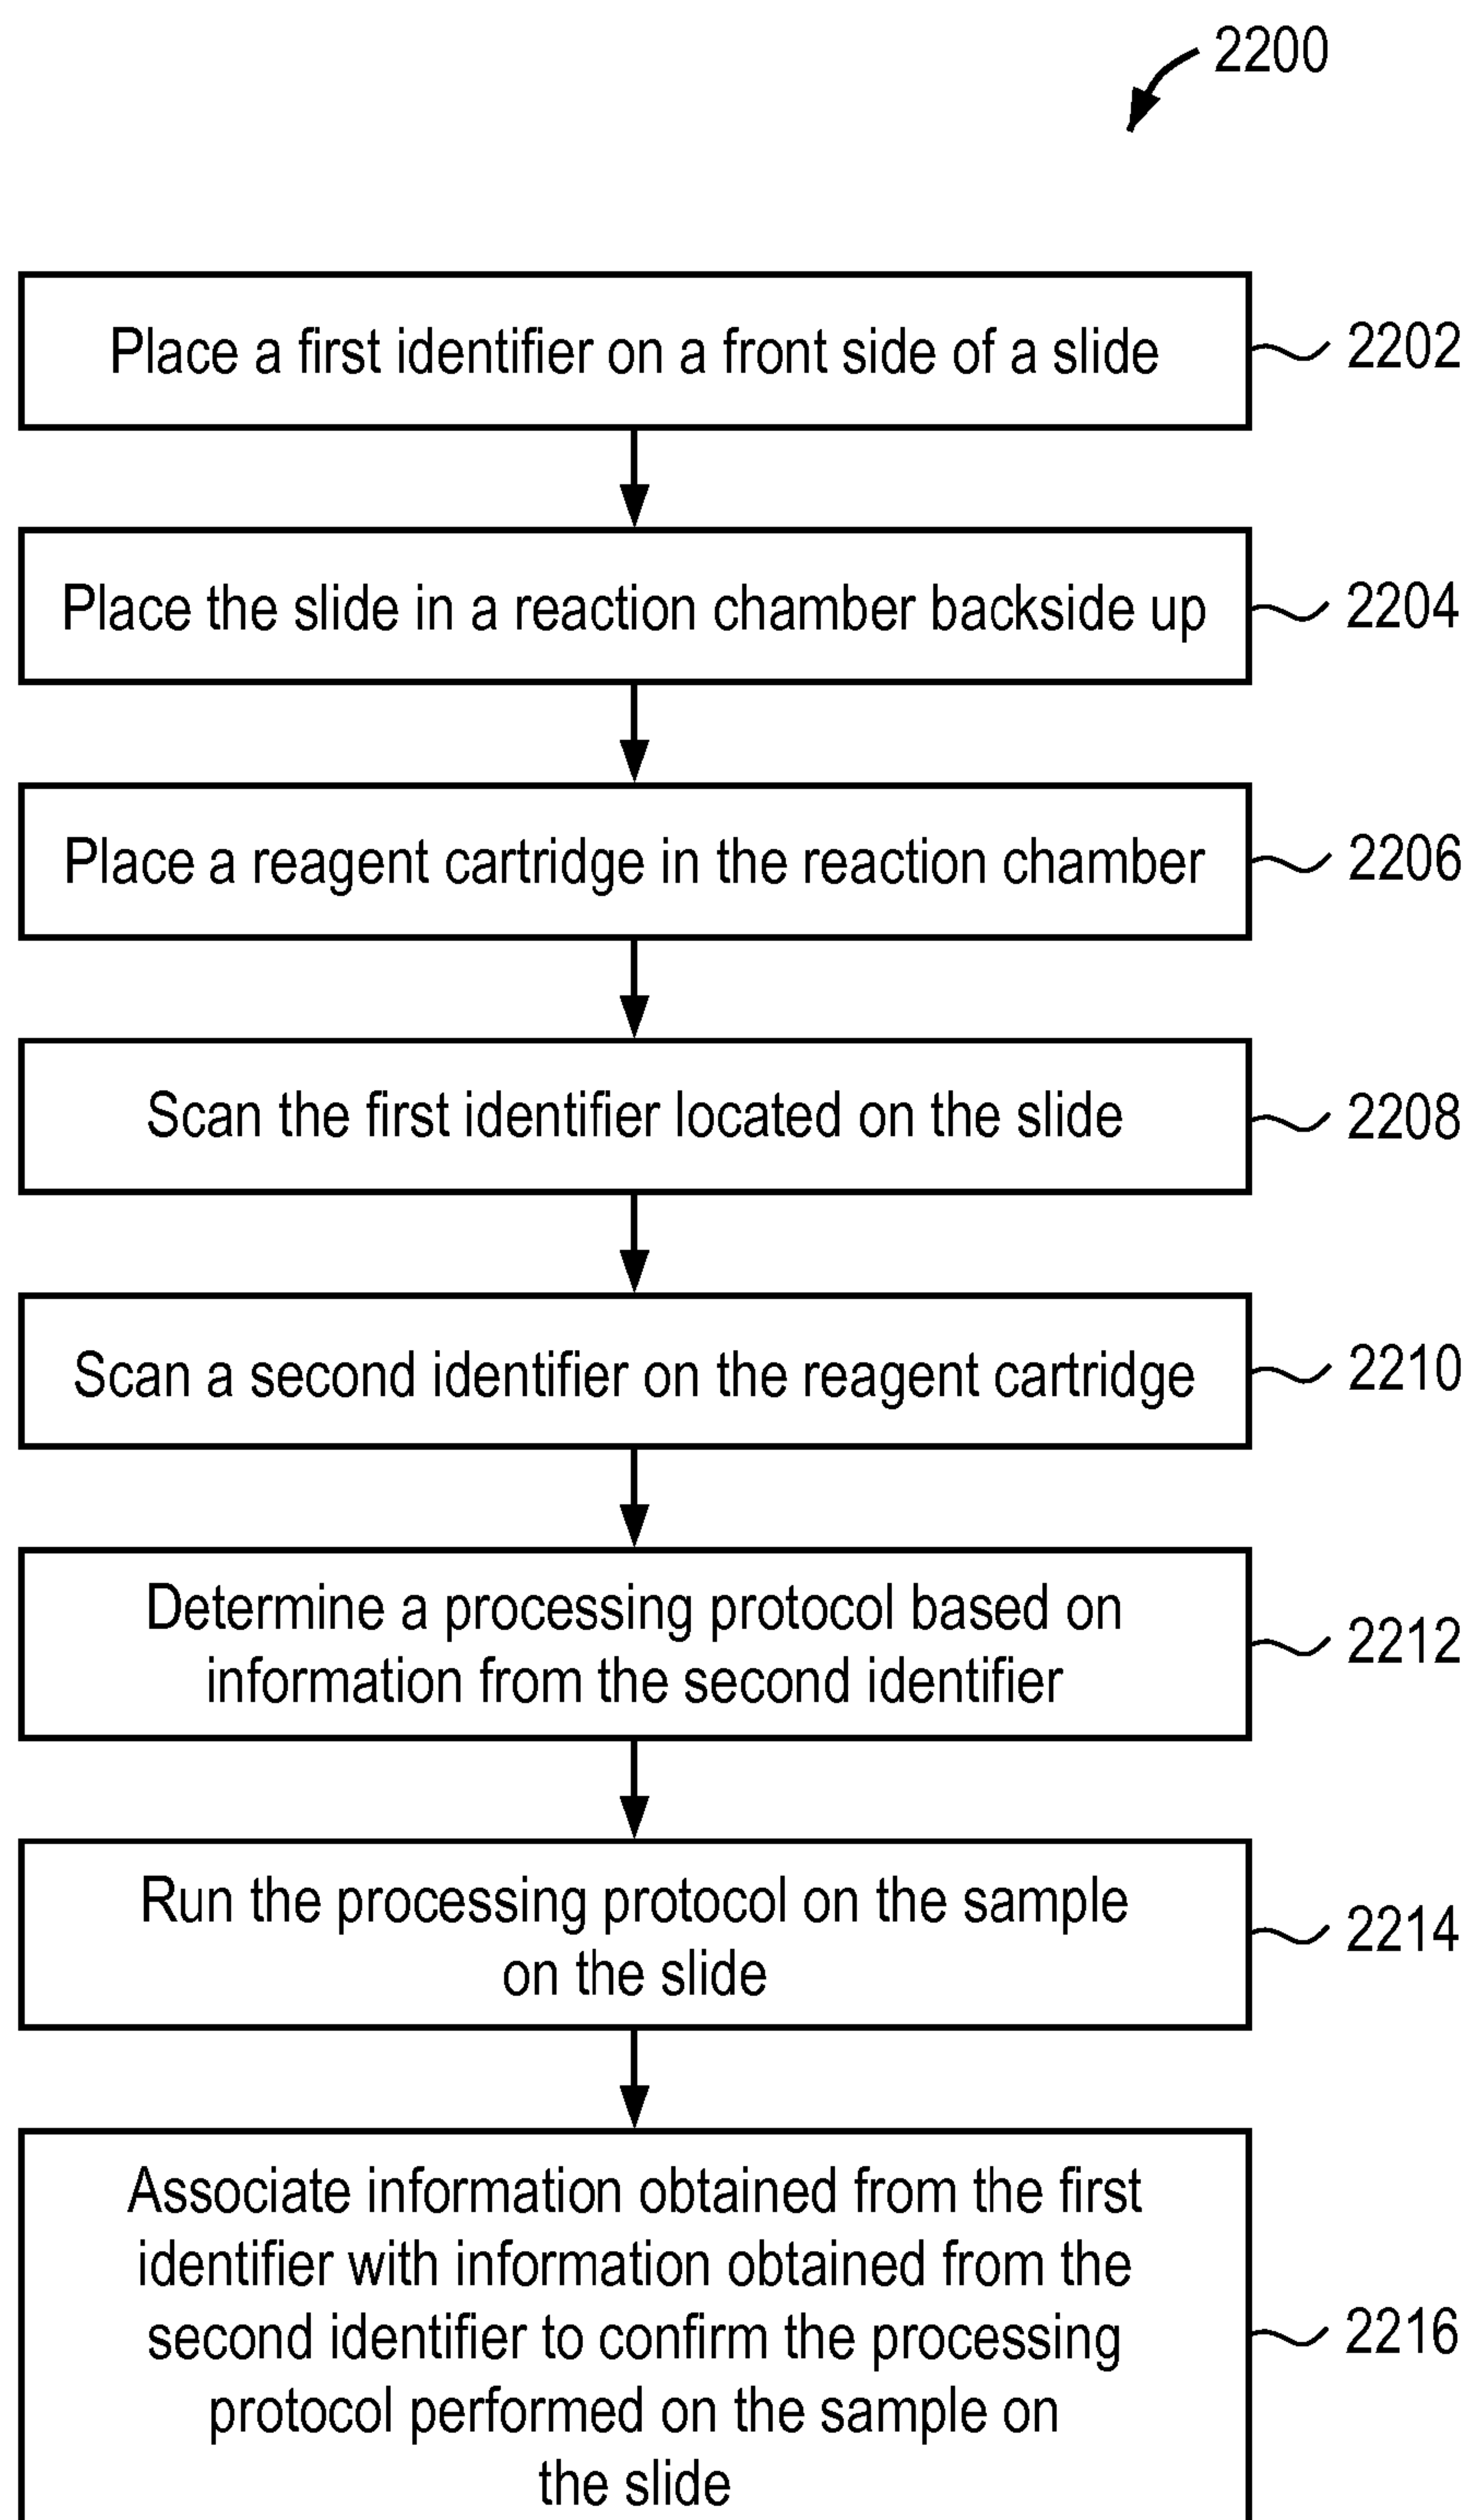 2200
Place a first identifier on a front side of a slide
2202
Place the slide in a reaction chamber backside up
2204
Place a reagent cartridge in the reaction chamber
2206
Scan the first identifier located on the slide
2208
Scan a second identifier on the reagent cartridge
2210
Determine a processing protocol based on
information from the second identifier
2212
Run the processing protocol on the sample
on the slide
2214
Associate information obtained from the first
identifier with information obtained from the
second identifier to confirm the processing
protocol performed on the sample on
the slide
2216